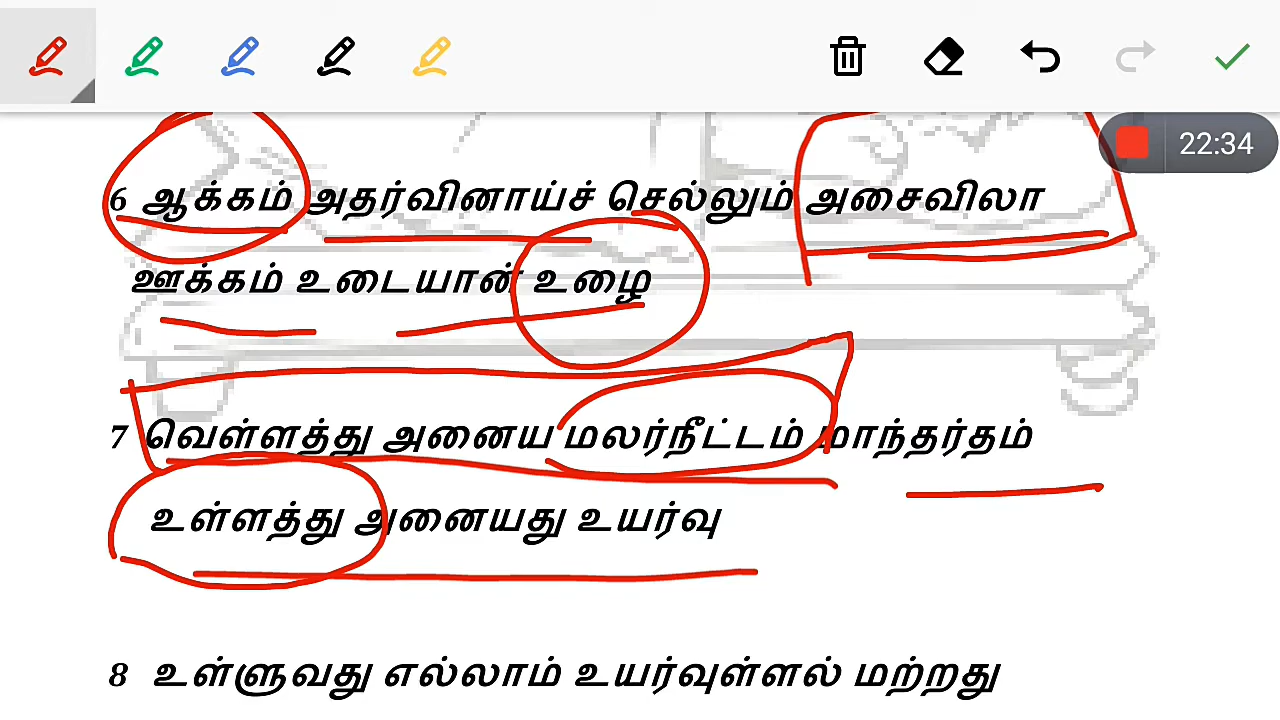 22:34
6 ஆக்கம் அதர்வினாய்ச் செல்லும் அசைவிலா
ஊக்கம் உடையான் உழை
7 வெள்ளத்து அனைய மலர்நீட்டம் மாந்தர்தம்
உள்ளத்து அனையது உயர்வு
8 உள்ளுவது எல்லாம் உயர்வுள்ளல் மற்றது